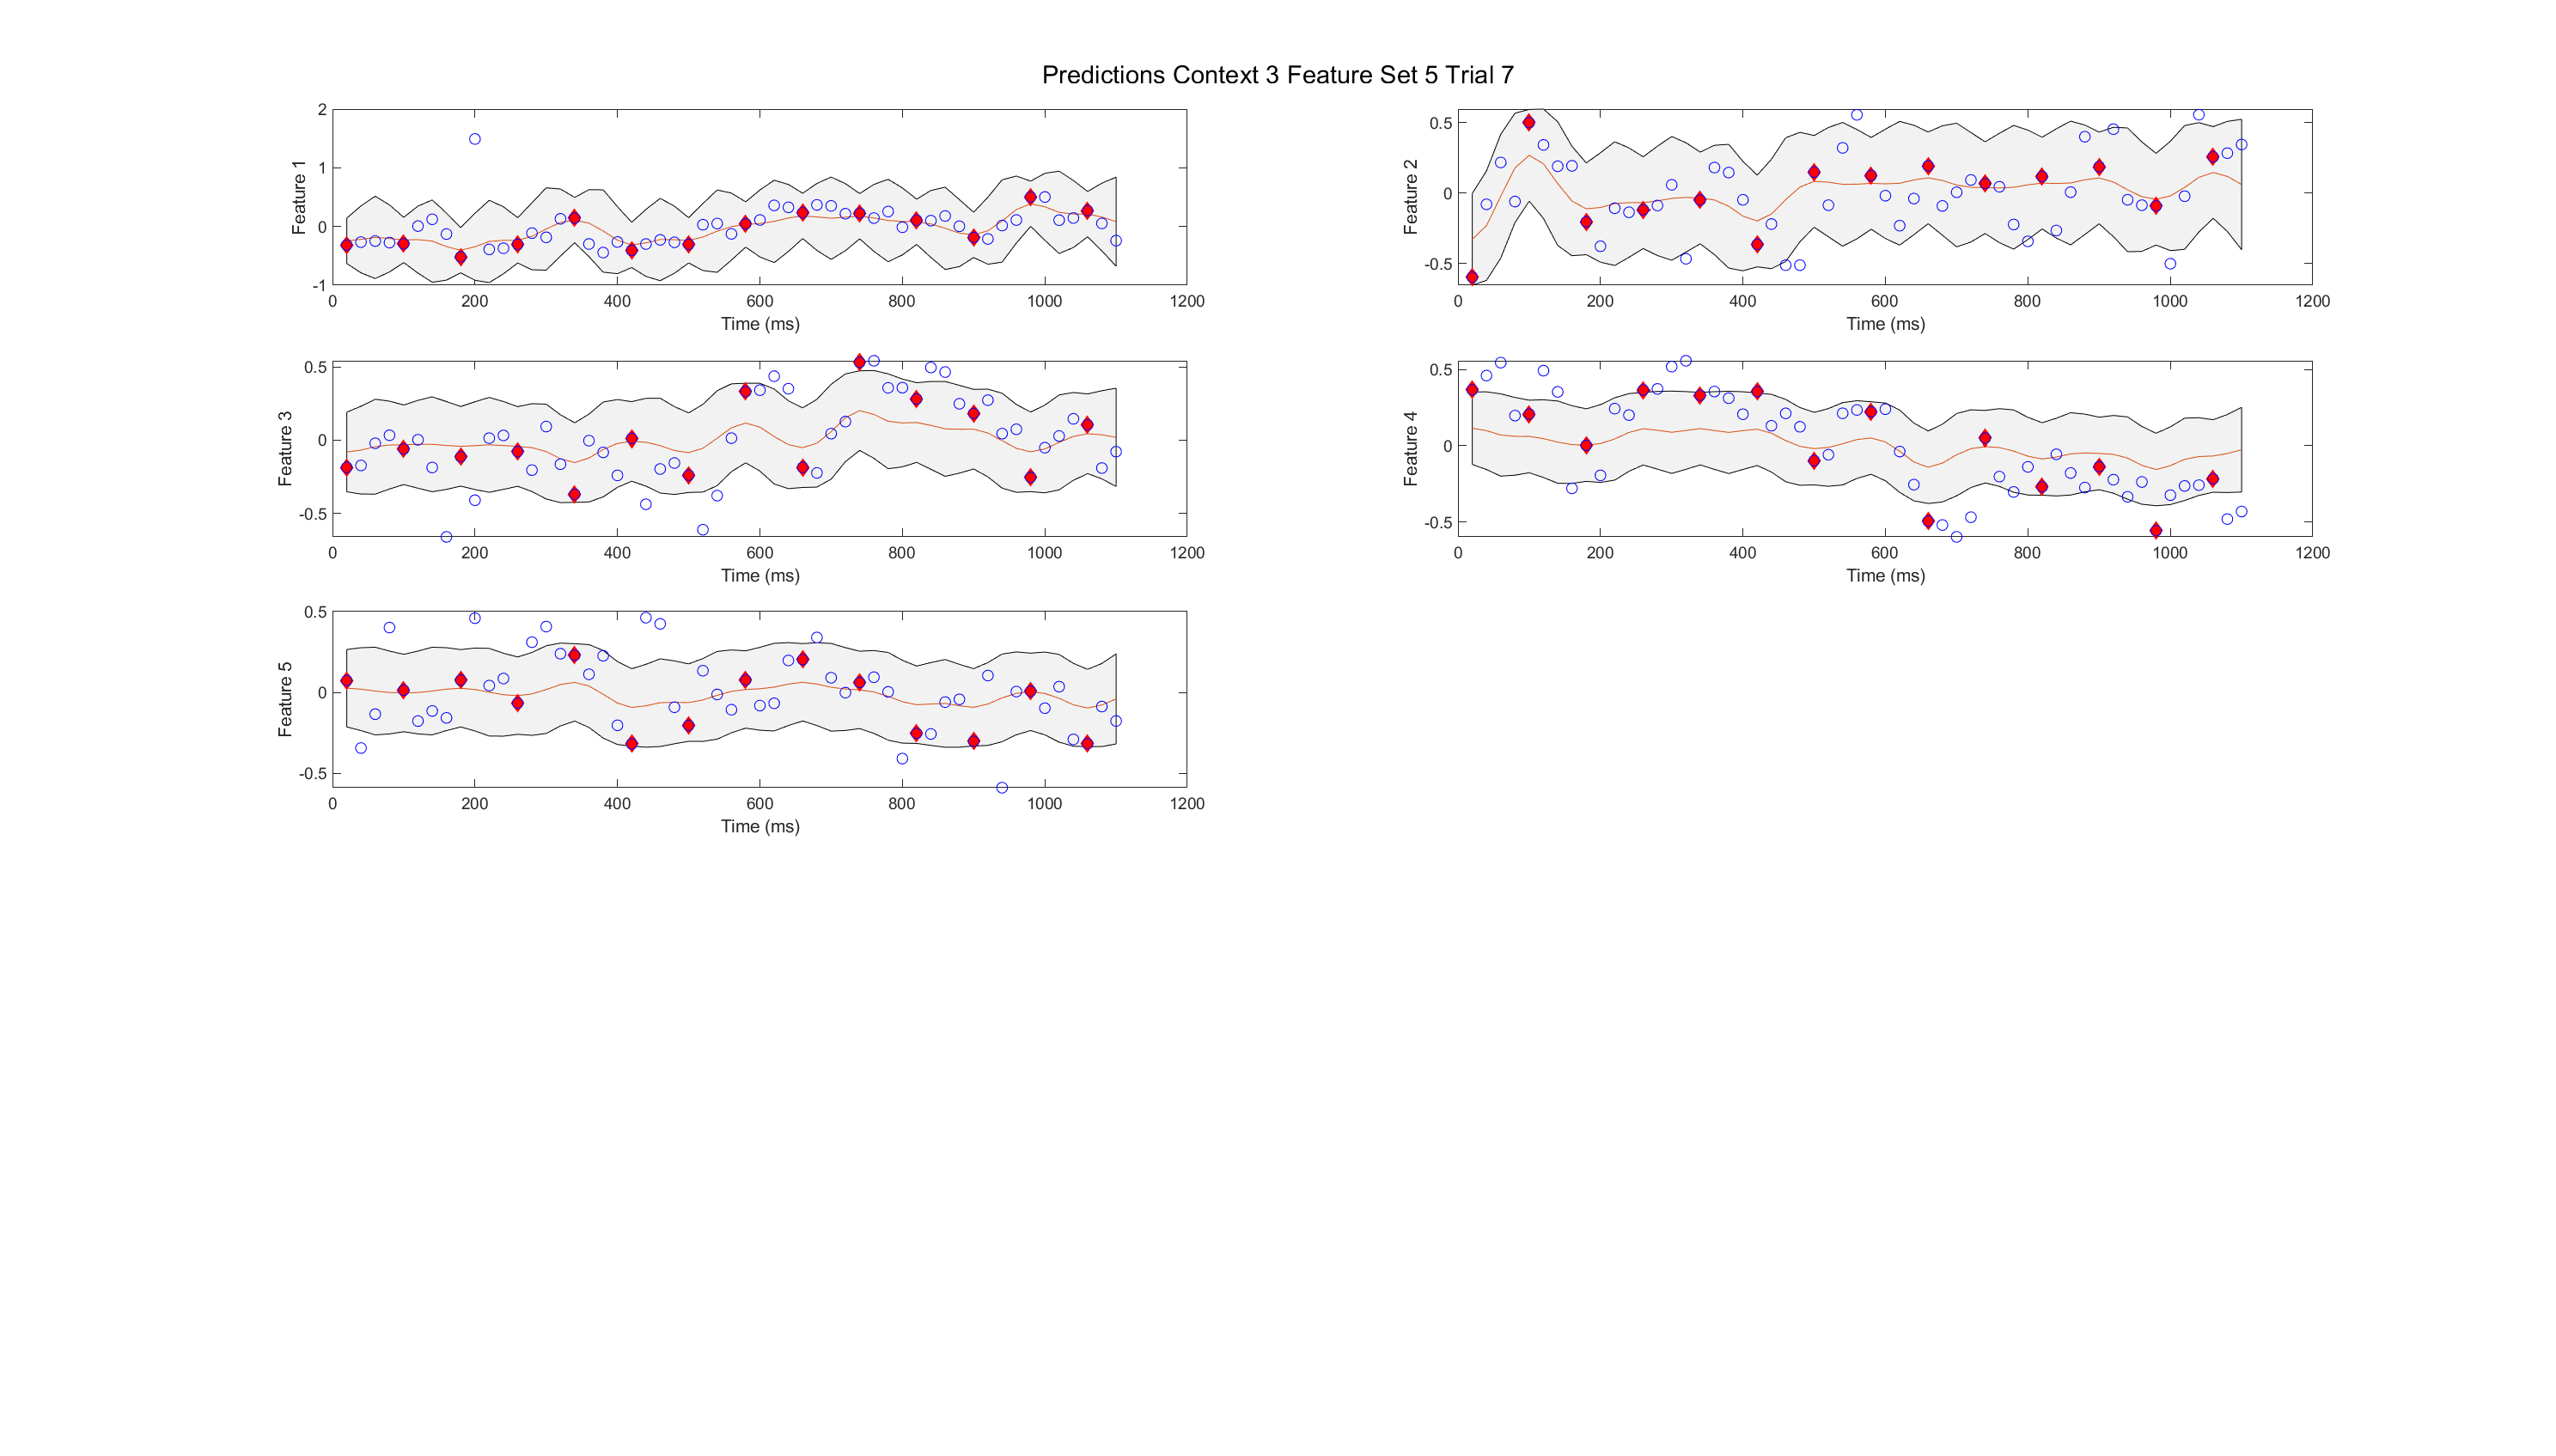 Predictions Context 3 Feature Set 5 Trial 7
2
1
0
-1
Feature 1
0 200 400 600 800 1000 1200
Time (ms)
0.5
0
-0.5
Feature 2
0 200 400 600 800 1000 1200
Time (ms)
0.5
0
-0.5
Feature 3
0 200 400 600 800 1000 1200
Time (ms)
0.5
0
-0.5
Feature 4
0 200 400 600 800 1000 1200
Time (ms)
0.5
0
-0.5
Feature 5
0 200 400 600 800 1000 1200
Time (ms)